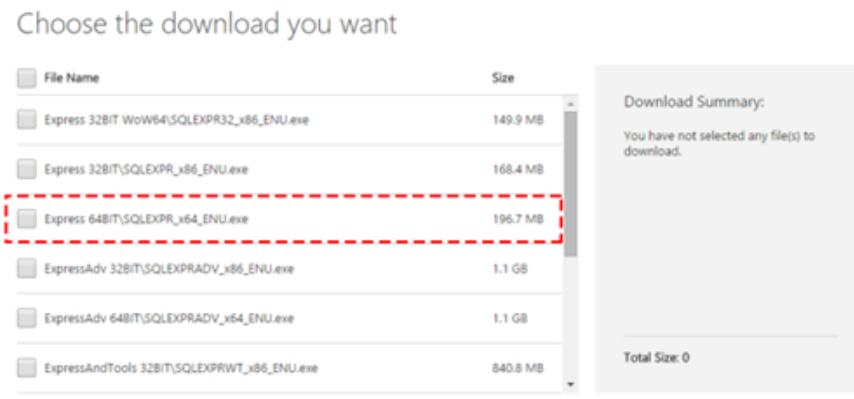 Choose the download you want
File Name Size
Express 32BIT WoW64\SQLEXPR32_x86_ENU.exe 149.9 MB
Express 32BIT\SQLEXPR_x86_ENU.exe 168.4 MB
Express 64BIT\SQLEXPR_x64_ENU.exe 196.7 MB
ExpressAdv 32BIT\SQLEXPRADV_x86_ENU.exe 1.1 GB
ExpressAdv 64BIT\SQLEXPRADV_x64_ENU.exe 1.1 GB
ExpressAndTools 32BIT\SQLEXPRWT_x86_ENU.exe 840.8 MB
Download Summary:
You have not selected any file(s) to
download.
Total Size: 0